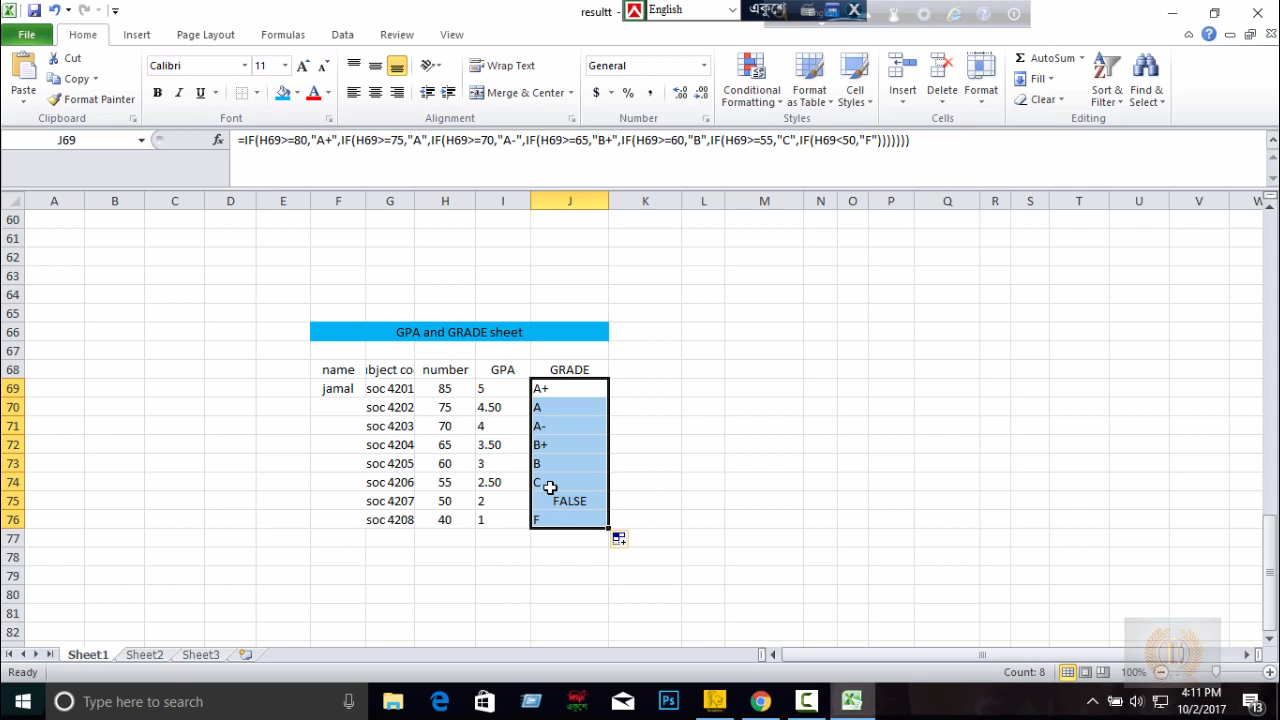 resultt
English
একুশে
English
File Home Insert Page Layout Formulas Data Review View
Paste
Cut
Copy
Format Painter
Clipboard
Calibri 11
B I U
Font
Wrap Text
Merge & Center
Alignment
General
$ % ,
Number
Conditional Formatting
Format as Table
Cell Styles
Styles
Insert Delete Format
Cells
AutoSum
Fill
Clear
Sort & Filter
Find & Select
Editing
J69 fx =IF(H69>=80,"A+",IF(H69>=75,"A",IF(H69>=70,"A-",IF(H69>=65,"B+",IF(H69>=60,"B",IF(H69>=55,"C",IF(H69<50,"F")))))))
A B C D E F G H I J K L M N O P Q R S T U V W
60
61
62
63
64
65
66 GPA and GRADE sheet
67
68 name ubject co number GPA GRADE
69 jamal soc 4201 85 5 A+
70 soc 4202 75 4.50 A
71 soc 4203 70 4 A-
72 soc 4204 65 3.50 B+
73 soc 4205 60 3 B
74 soc 4206 55 2.50 C
75 soc 4207 50 2 FALSE
76 soc 4208 40 1 F
77
78
79
80
81
82
Sheet1 Sheet2 Sheet3
Ready Count: 8 100%
Type here to search
Ps
4:11 PM
10/2/2017
13